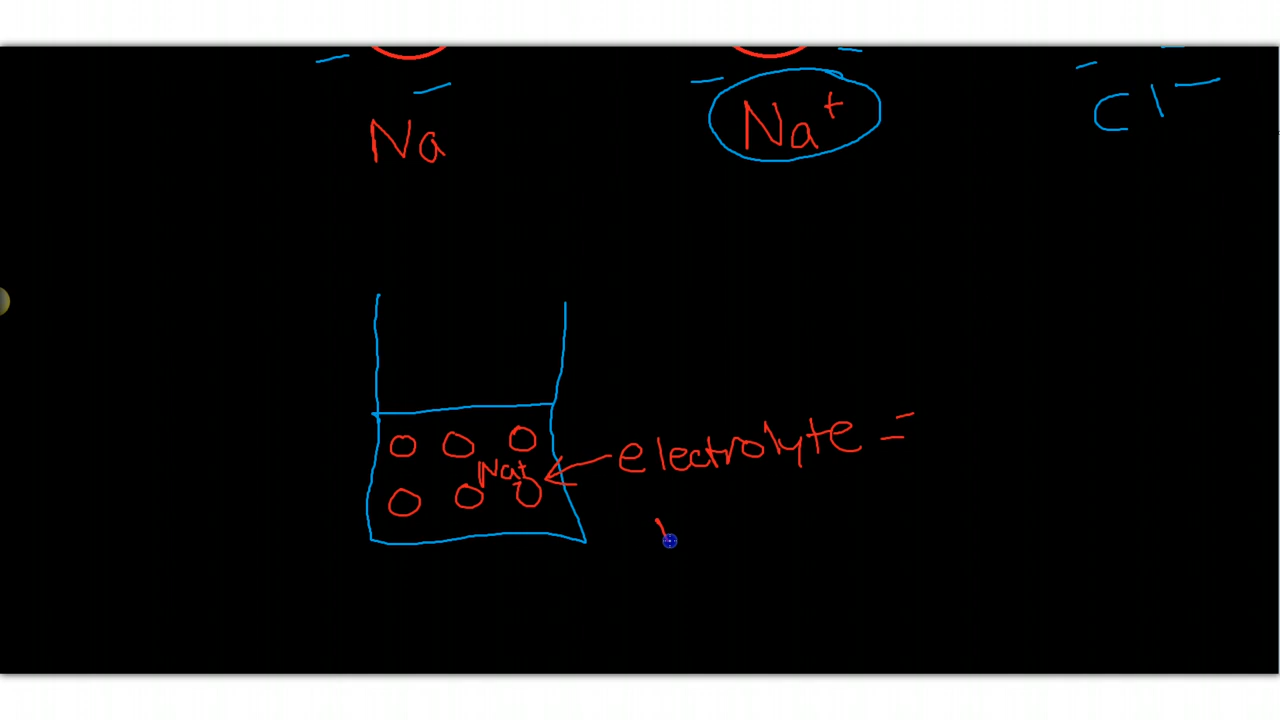 Na
Na+
Cl-
Na+
electrolyte =